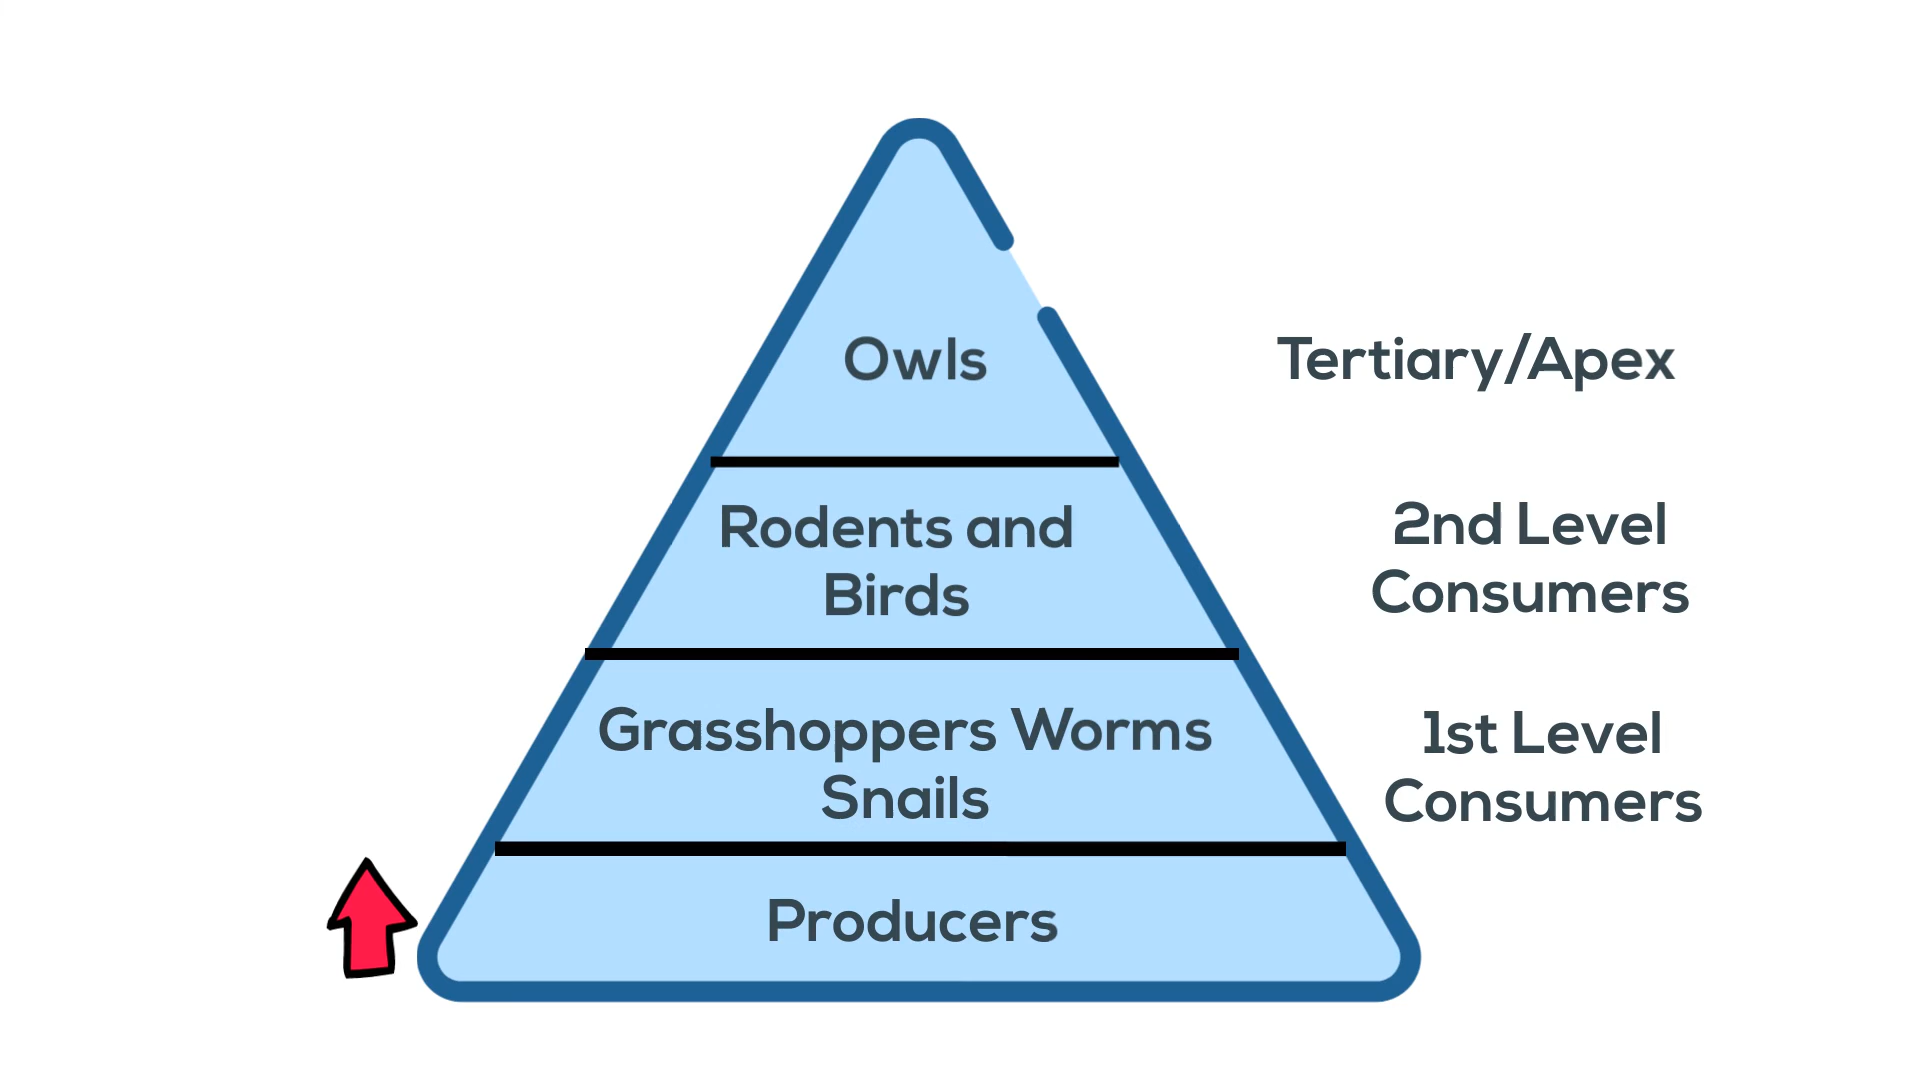 Owls
Tertiary/Apex
Rodents and
Birds
2nd Level
Consumers
Grasshoppers Worms
Snails
1st Level
Consumers
Producers